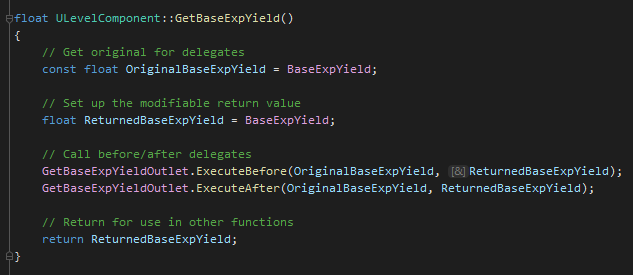 float ULevelComponent::GetBaseExpYield()
{
// Get original for delegates
const float OriginalBaseExpYield = BaseExpYield;
// Set up the modifiable return value
float ReturnedBaseExpYield = BaseExpYield;
// Call before/after delegates
GetBaseExpYieldOutlet.ExecuteBefore(OriginalBaseExpYield, [&]ReturnedBaseExpYield);
GetBaseExpYieldOutlet.ExecuteAfter(OriginalBaseExpYield, ReturnedBaseExpYield);
// Return for use in other functions
return ReturnedBaseExpYield;
}